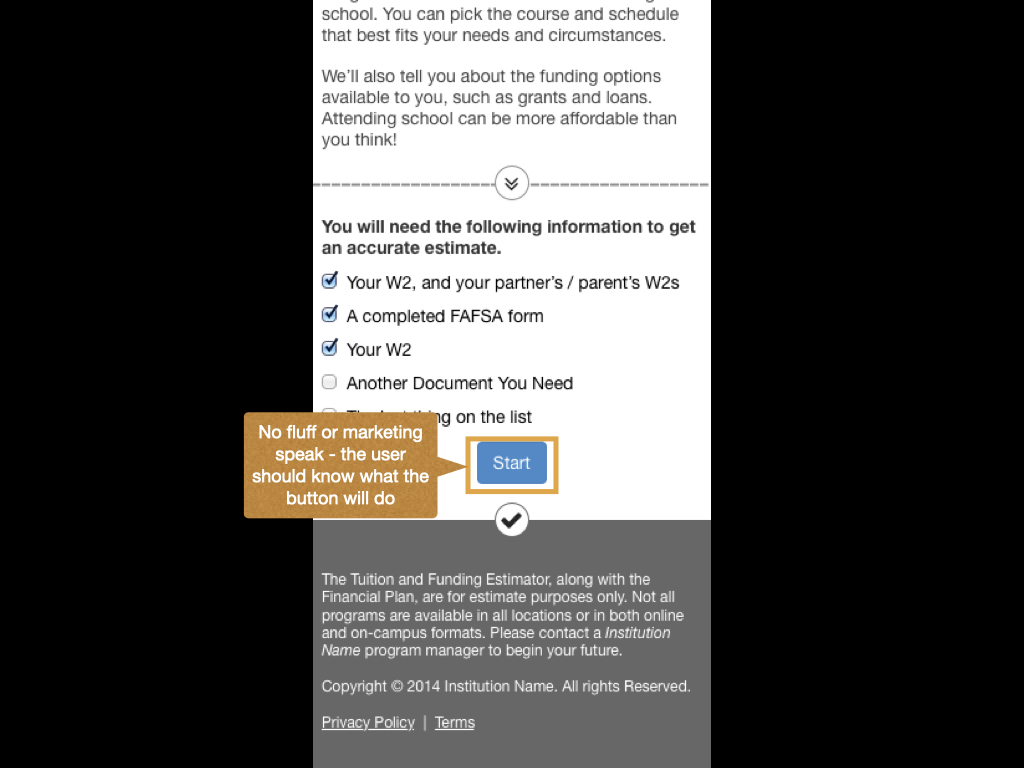 school. You can pick the course and schedule
that best fits your needs and circumstances.
We'll also tell you about the funding options
available to you, such as grants and loans.
Attending school can be more affordable than
you think!
You will need the following information to get
an accurate estimate.
Your W2, and your partner's / parent's W2s
A completed FAFSA form
Your W2
Another Document You Need
on the list
No fluff or marketing
speak - the user
should know what the
button will do
Start
The Tuition and Funding Estimator, along with the
Financial Plan, are for estimate purposes only. Not all
programs are available in all locations or in both online
and on-campus formats. Please contact a Institution
Name program manager to begin your future.
Copyright © 2014 Institution Name. All rights Reserved.
Privacy Policy | Terms